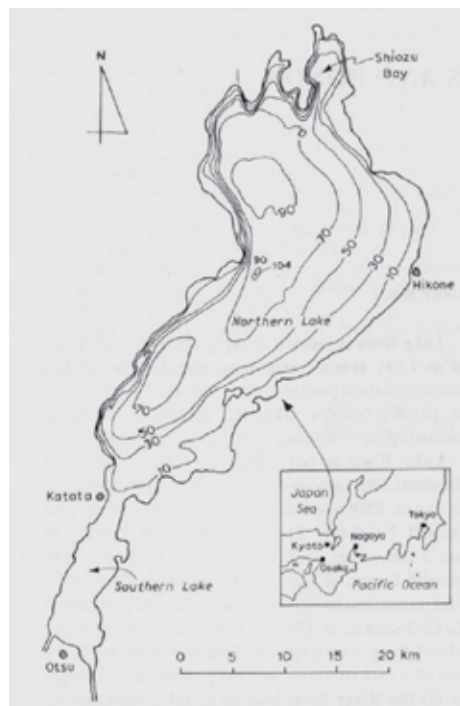 N
Shiozu
Bay
90
70
50
30
10
90
104
Hikone
Northern Lake
70
50
30
10
Katata
Japan
Sea
Tokyo
Kyoto
Nagoya
Osaka
Pacific Ocean
Southern Lake
Otsu
0 5 10 15 20 km